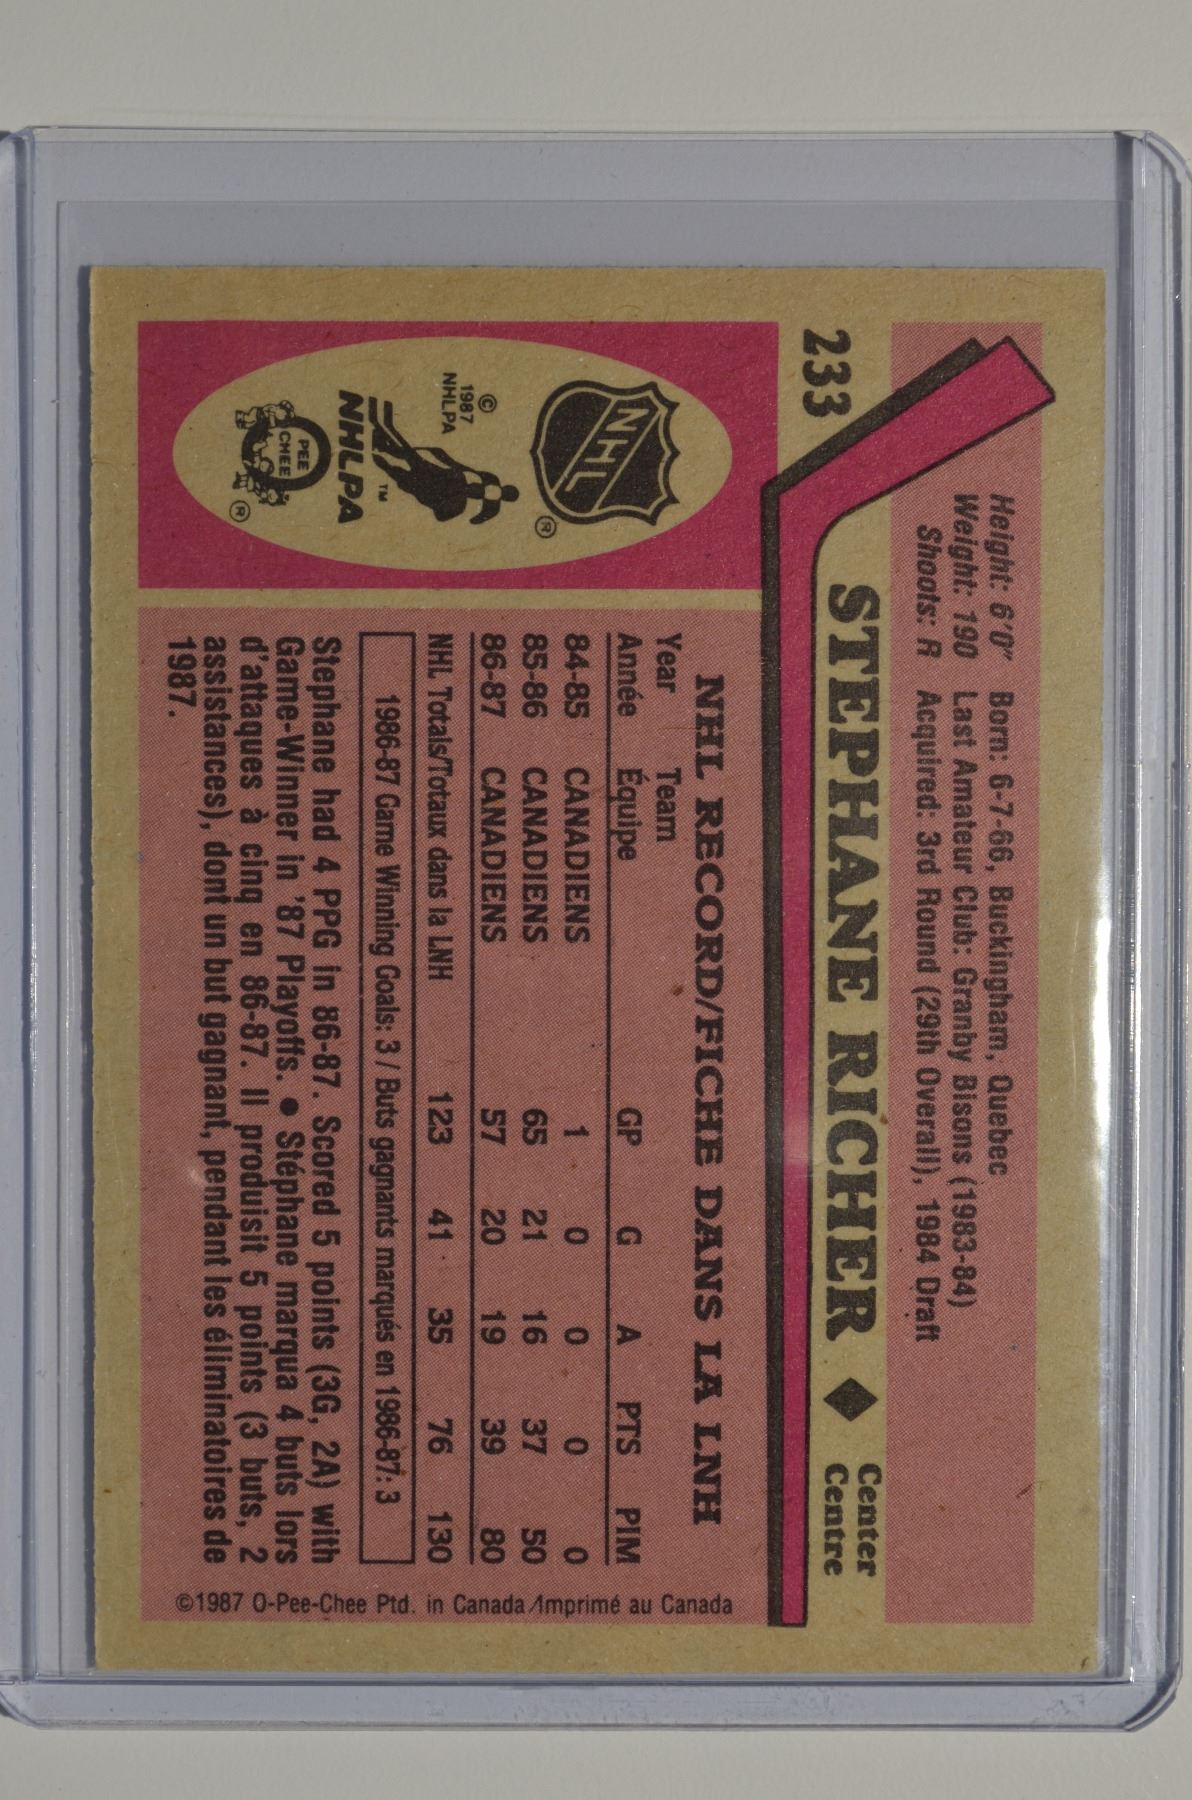 233
STEPHANE RICHER ♦ Center
Centre
Height: 6'0" Born: 6-7-66, Buckingham, Quebec
Weight: 190 Last Amateur Club: Granby Bisons (1983-84)
Shoots: R Acquired: 3rd Round (29th Overall), 1984 Draft
NHL
®
© 1987 NHLPA
NHLPA
™
PEE
CHEE
®
NHL RECORD/FICHE DANS LA LNH
Year Team
Année Équipe GP G A PTS PIM
84-85 CANADIENS 1 0 0 0 0
85-86 CANADIENS 65 21 16 37 50
86-87 CANADIENS 57 20 19 39 80
NHL Totals/Totaux dans la LNH 123 41 35 76 130
1986-87 Game Winning Goals: 3 / Buts gagnants marqués en 1986-87: 3
Stephane had 4 PPG in 86-87. Scored 5 points (3G, 2A) with
Game-Winner in '87 Playoffs. ● Stéphane marqua 4 buts lors
d'attaques à cinq en 86-87. Il produisit 5 points (3 buts, 2
assistances), dont un but gagnant, pendant les éliminatoires de
1987.
©1987 O-Pee-Chee Ptd. in Canada/Imprimé au Canada